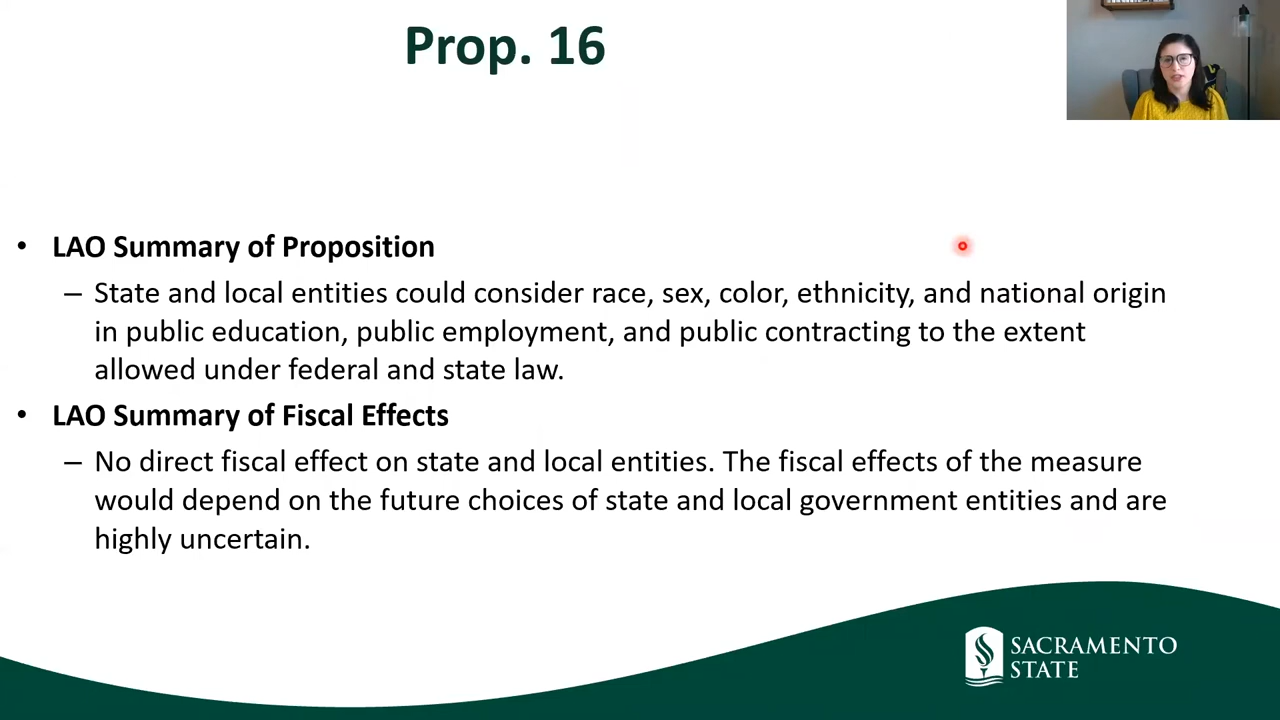 Prop. 16
• LAO Summary of Proposition
– State and local entities could consider race, sex, color, ethnicity, and national origin
in public education, public employment, and public contracting to the extent
allowed under federal and state law.
• LAO Summary of Fiscal Effects
– No direct fiscal effect on state and local entities. The fiscal effects of the measure
would depend on the future choices of state and local government entities and are
highly uncertain.
SACRAMENTO
STATE